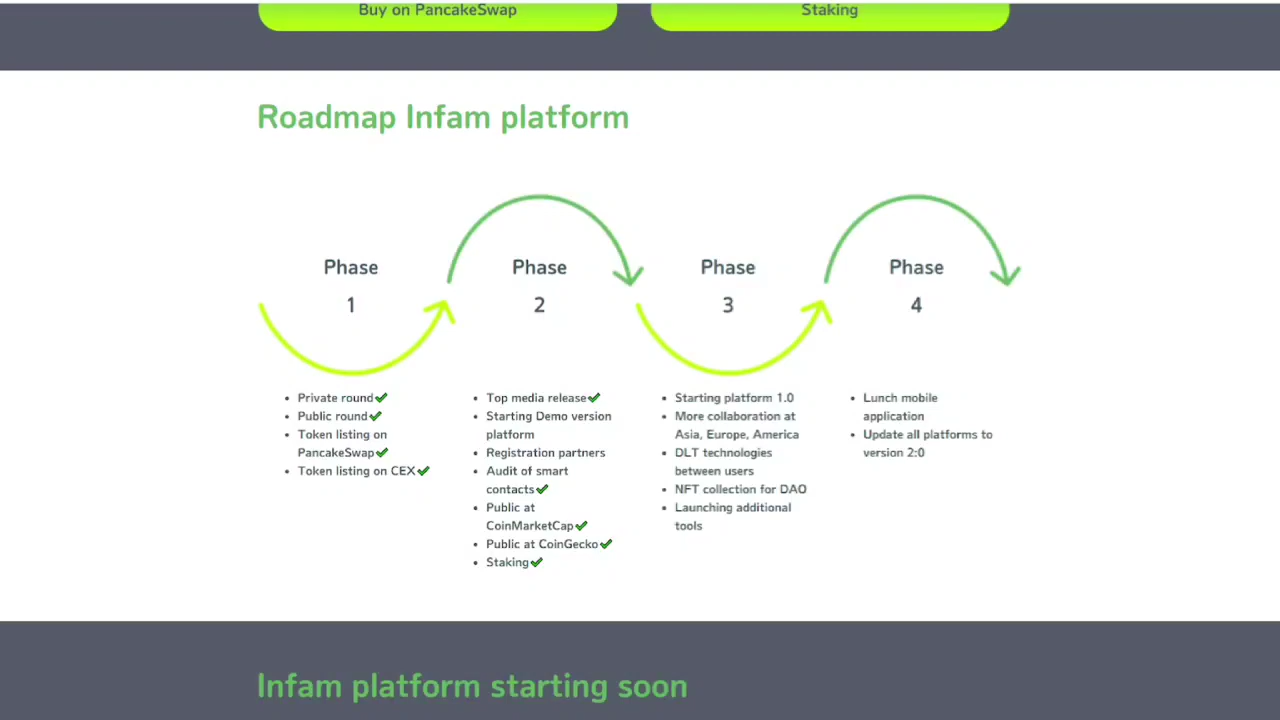 Buy on PancakeSwap
Staking
Roadmap Infam platform
Phase
1
Phase
2
Phase
3
Phase
4
Private round
Public round
Token listing on
PancakeSwap
Token listing on CEX
Top media release
Starting Demo version
platform
Registration partners
Audit of smart
contacts
Public at
CoinMarketCap
Public at CoinGecko
Staking
Starting platform 1.0
More collaboration at
Asia, Europe, America
DLT technologies
between users
NFT collection for DAO
Launching additional
tools
Lunch mobile
application
Update all platforms to
version 2:0
Infam platform starting soon